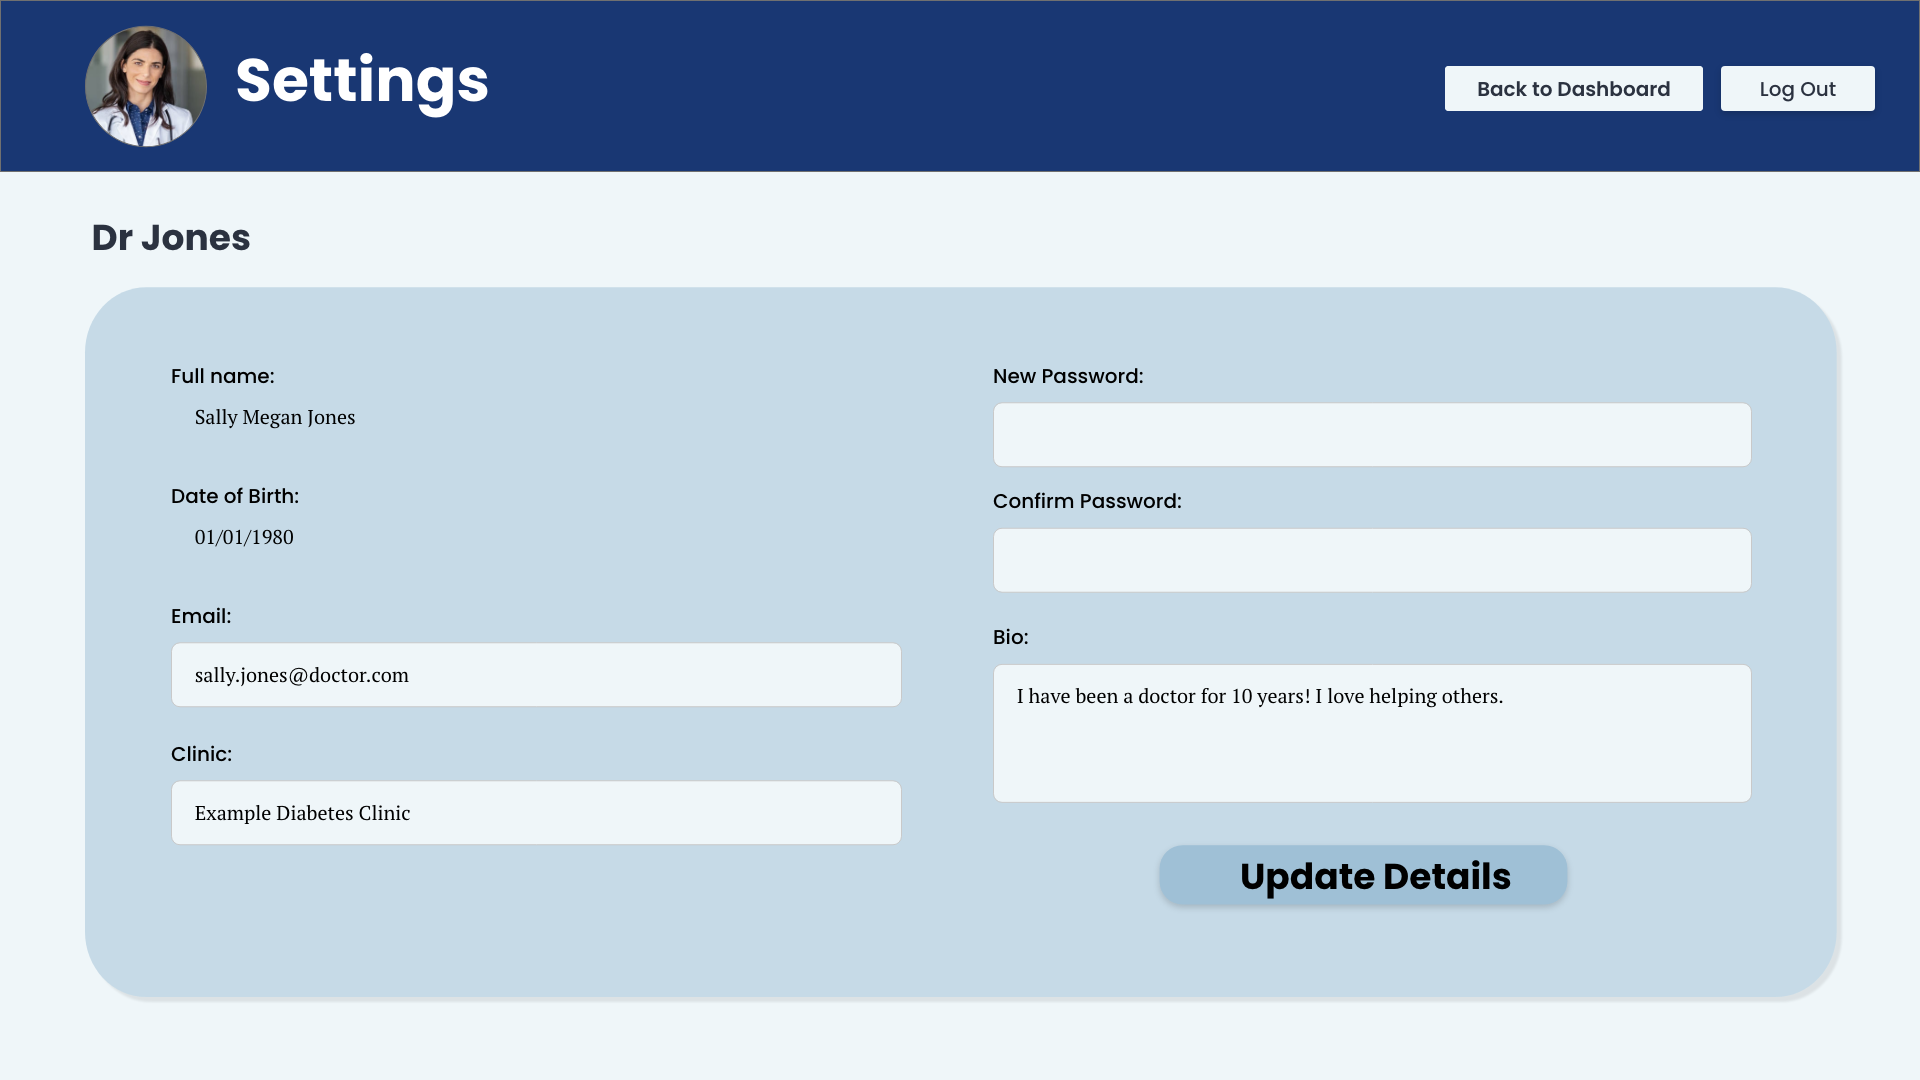 Settings
Back to Dashboard
Log Out
Dr Jones
Full name:
Sally Megan Jones
Date of Birth:
01/01/1980
Email:
sally.jones@doctor.com
Clinic:
Example Diabetes Clinic
New Password:
Confirm Password:
Bio:
I have been a doctor for 10 years! I love helping others.
Update Details